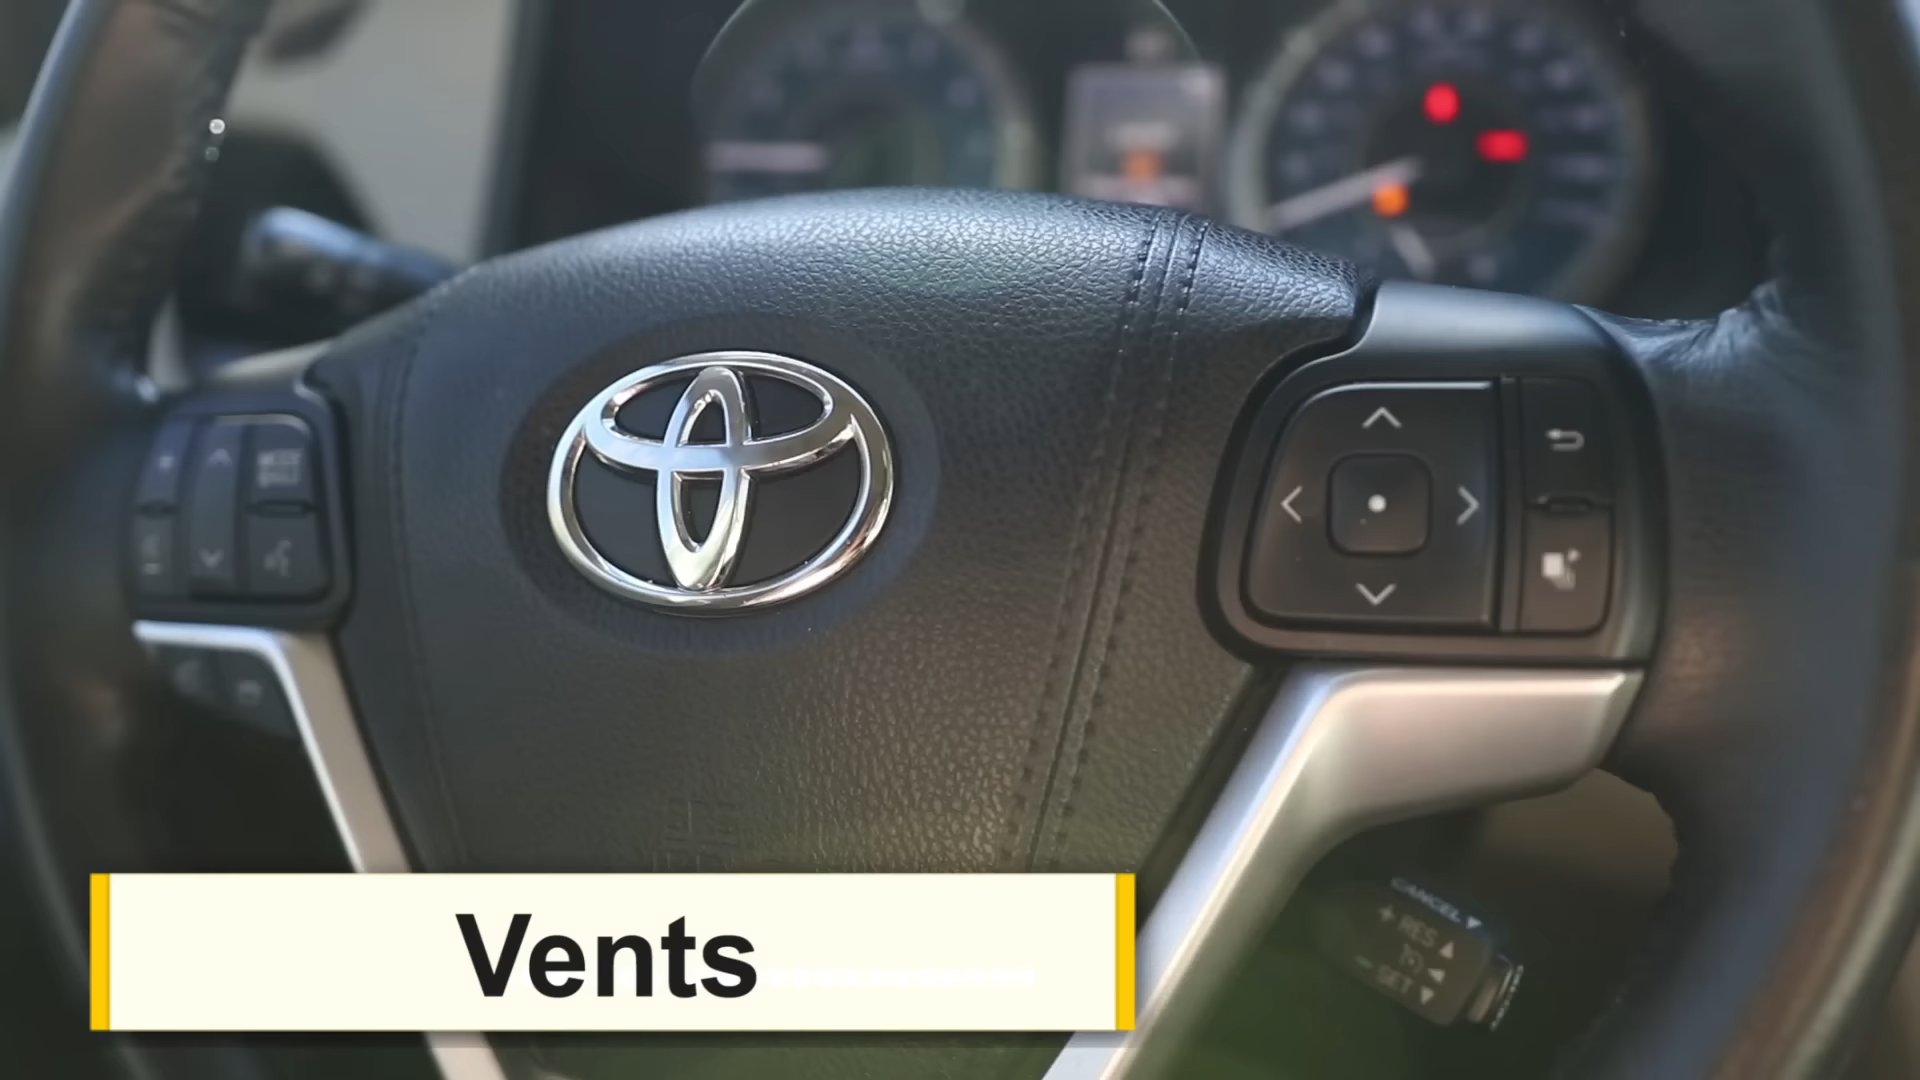 CANCEL ▼
+ RES ▲
− SET ▼
Vents